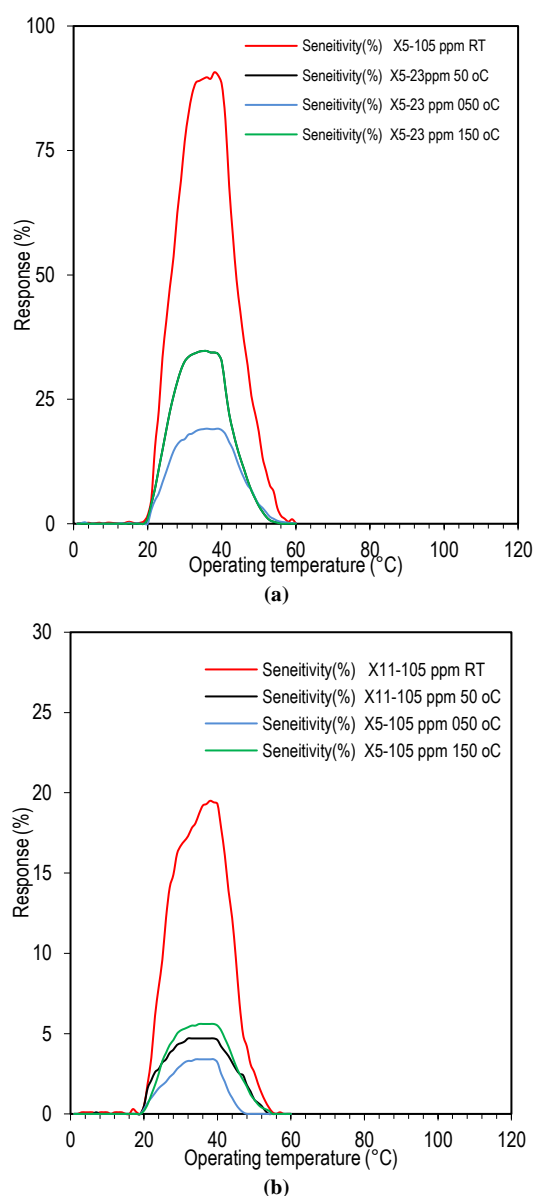 100
75
50
25
0
Response (%)
Seneitivity(%) X5-105 ppm RT
Seneitivity(%) X5-23ppm 50 oC
Seneitivity(%) X5-23 ppm 050 oC
Seneitivity(%) X5-23 ppm 150 oC
0 20 40 60 80 100 120
Operating temperature (°C)
(a)
30
25
20
15
10
5
0
Response (%)
Seneitivity(%) X11-105 ppm RT
Seneitivity(%) X11-105 ppm 50 oC
Seneitivity(%) X5-105 ppm 050 oC
Seneitivity(%) X5-105 ppm 150 oC
0 20 40 60 80 100 120
Operating temperature (°C)
(b)